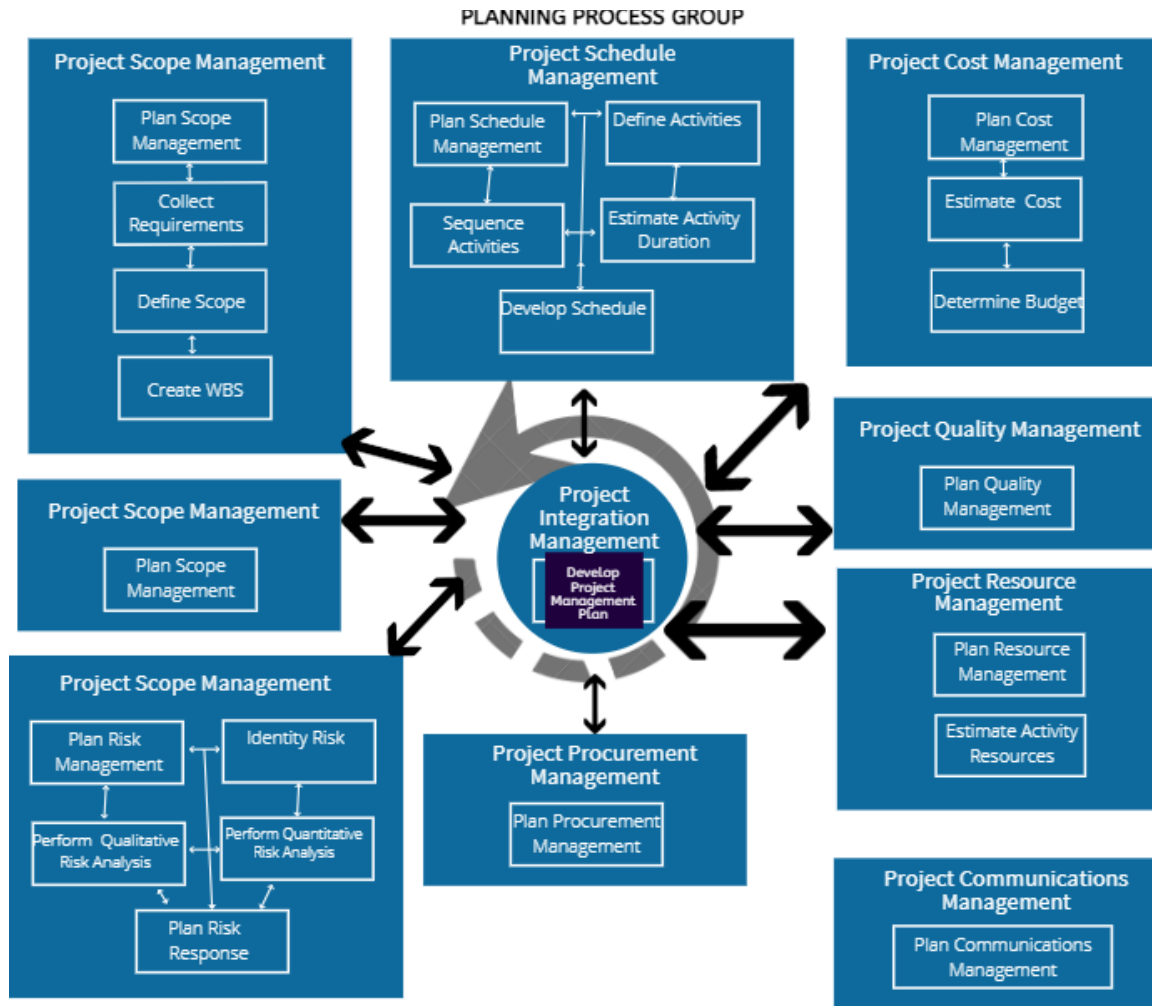 PLANNING PROCESS GROUP
Project Scope Management
Plan Scope
Management
Collect
Requirements
Define Scope
Create WBS
Project Schedule
Management
Plan Schedule
Management
Define Activities
Sequence
Activities
Estimate Activity
Duration
Develop Schedule
Project Cost Management
Plan Cost
Management
Estimate Cost
Determine Budget
Project Scope Management
Plan Scope
Management
Project
Integration
Management
Develop
Project
Management
Plan
Project Quality Management
Plan Quality
Management
Project Resource
Management
Plan Resource
Management
Estimate Activity
Resources
Project Scope Management
Plan Risk
Management
Identity Risk
Perform Qualitative
Risk Analysis
Perform Quantitative
Risk Analysis
Plan Risk
Response
Project Procurement
Management
Plan Procurement
Management
Project Communications
Management
Plan Communications
Management